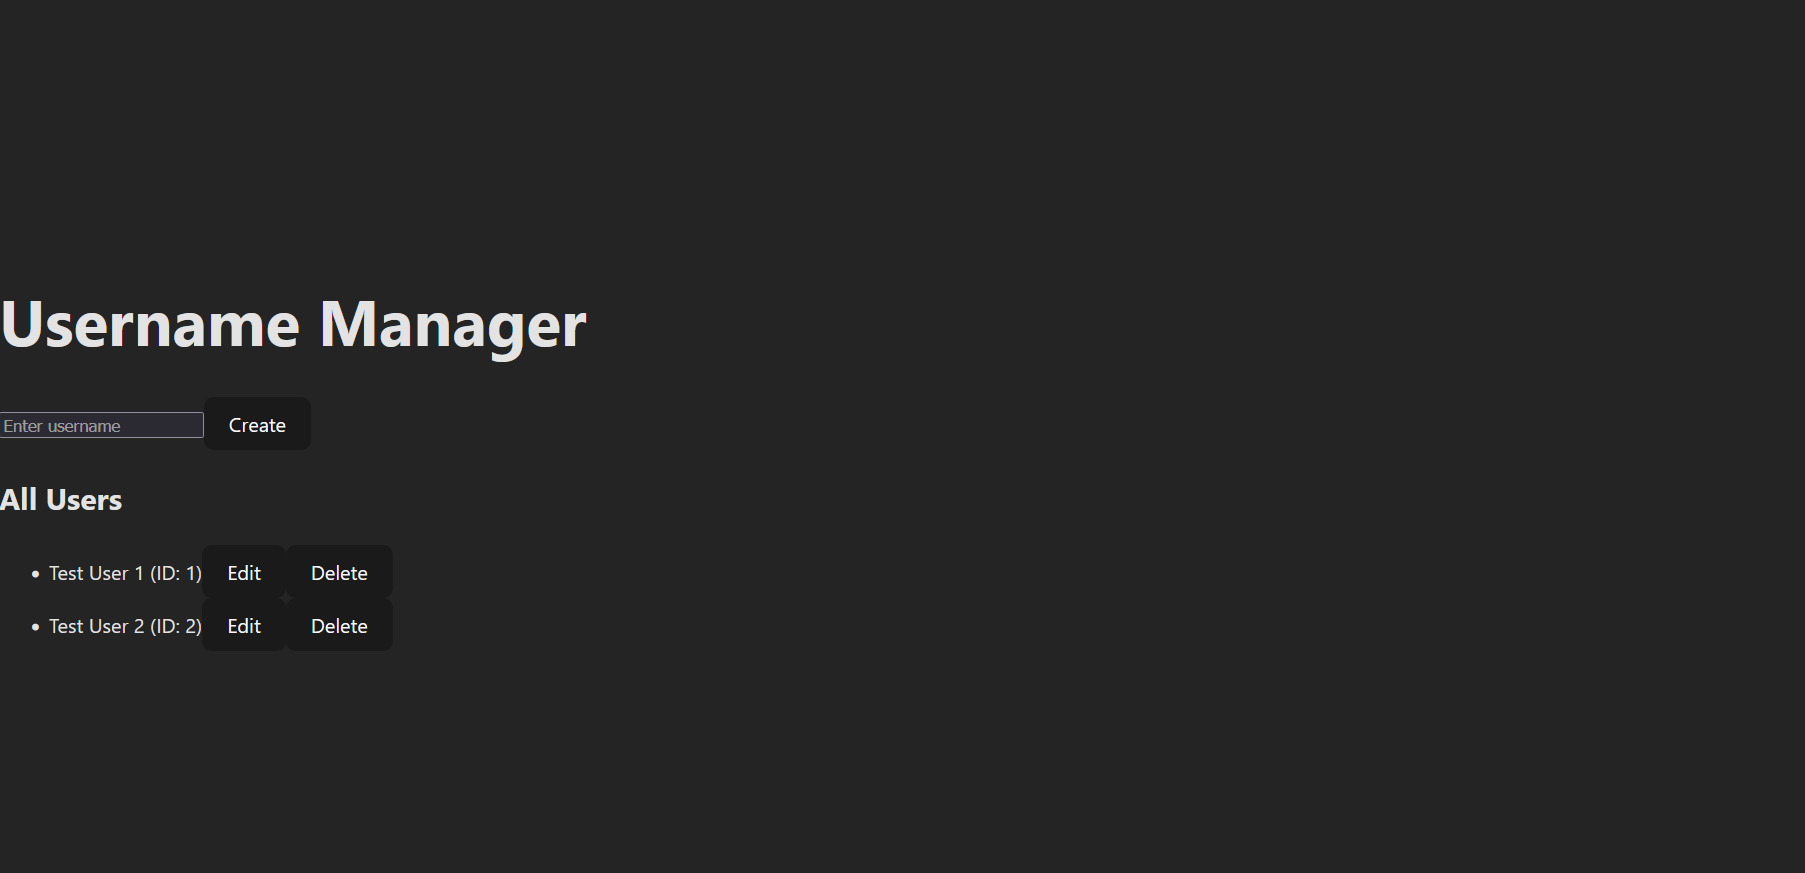 Username Manager
Enter username Create
All Users
• Test User 1 (ID: 1) Edit Delete
• Test User 2 (ID: 2) Edit Delete